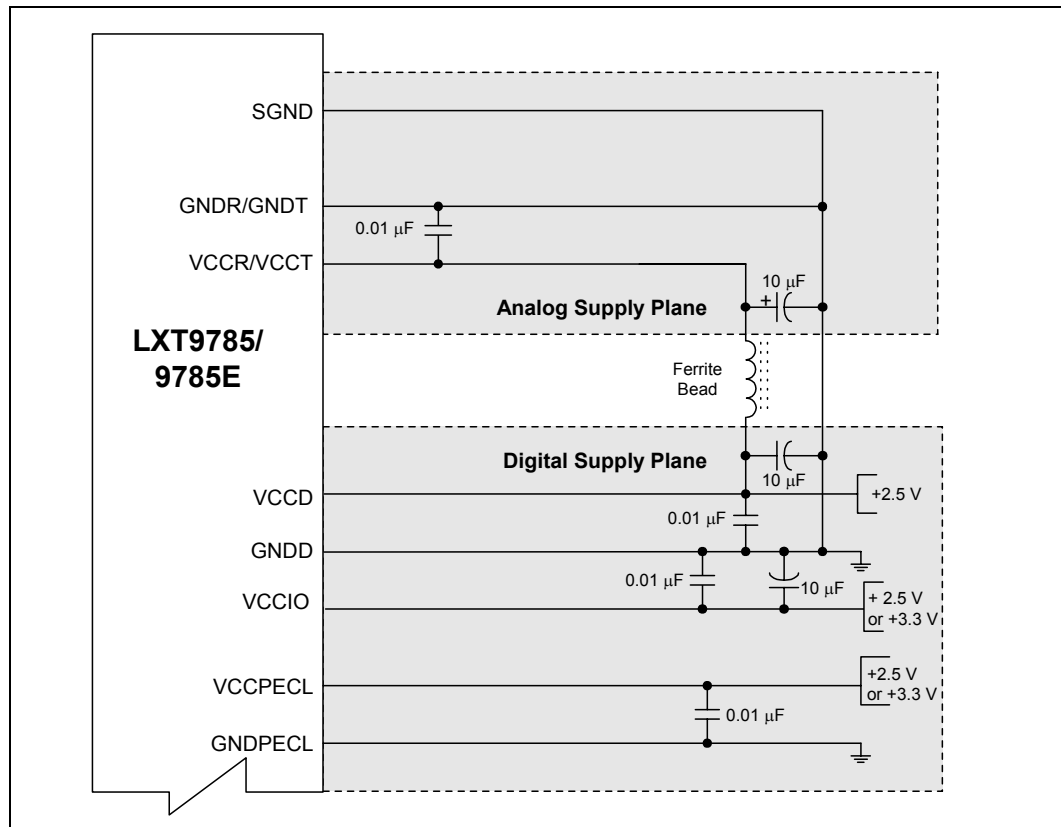 SGND
GNDR/GNDT
0.01 µF
VCCR/VCCT
10 µF
+
Analog Supply Plane
LXT9785/
9785E
Ferrite
Bead
Digital Supply Plane
10 µF
VCCD
+2.5 V
0.01 µF
GNDD
0.01 µF
10 µF
VCCIO
+ 2.5 V
or +3.3 V
VCCPECL
+2.5 V
or +3.3 V
0.01 µF
GNDPECL